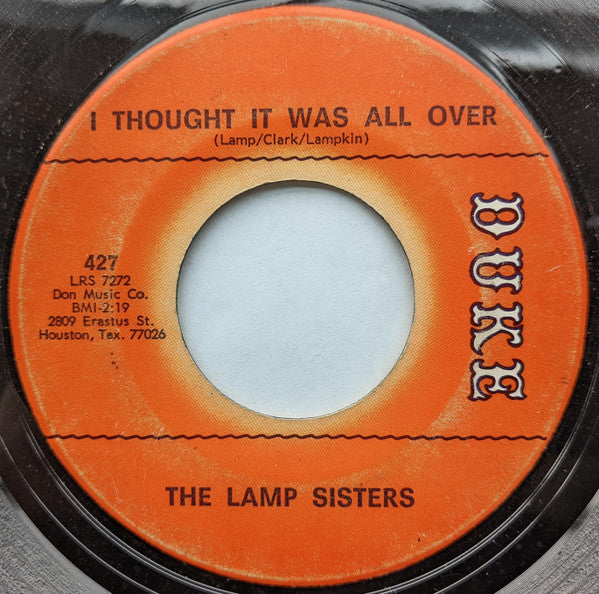 I THOUGHT IT WAS ALL OVER
(Lamp/Clark/Lampkin)
427
LRS 7272
Don Music Co.
BMI-2:19
2809 Erastus St.
Houston, Tex. 77026
DUKE
THE LAMP SISTERS